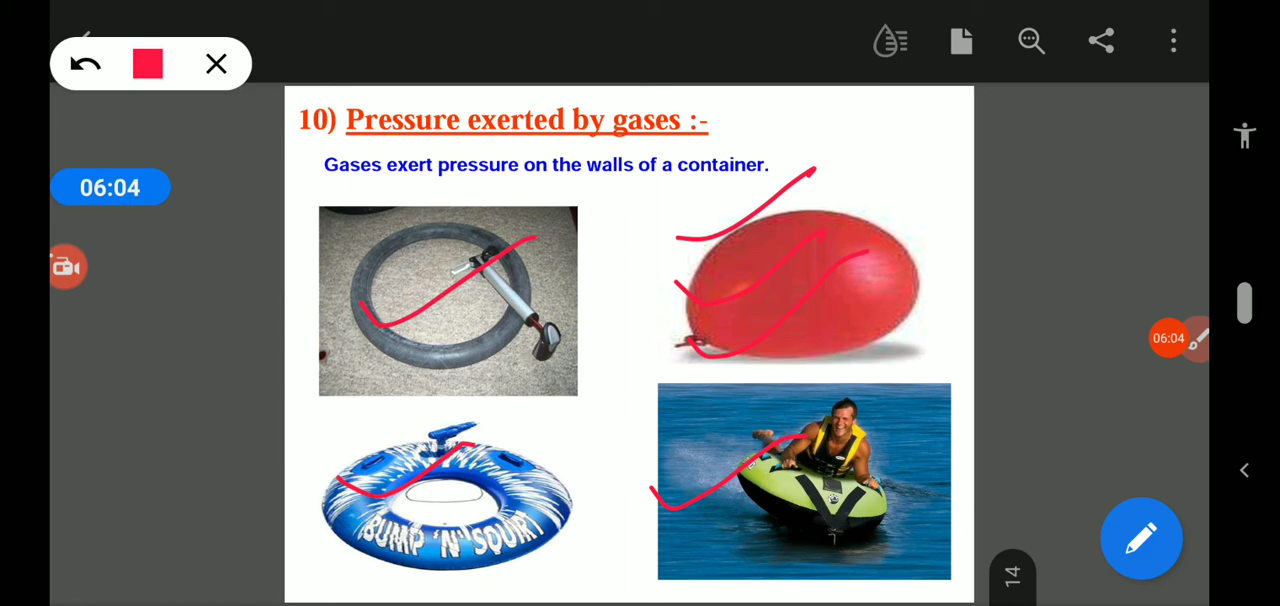 10) Pressure exerted by gases :-
Gases exert pressure on the walls of a container.
06:04
06:04
BUMP 'N' SQUIRT
14